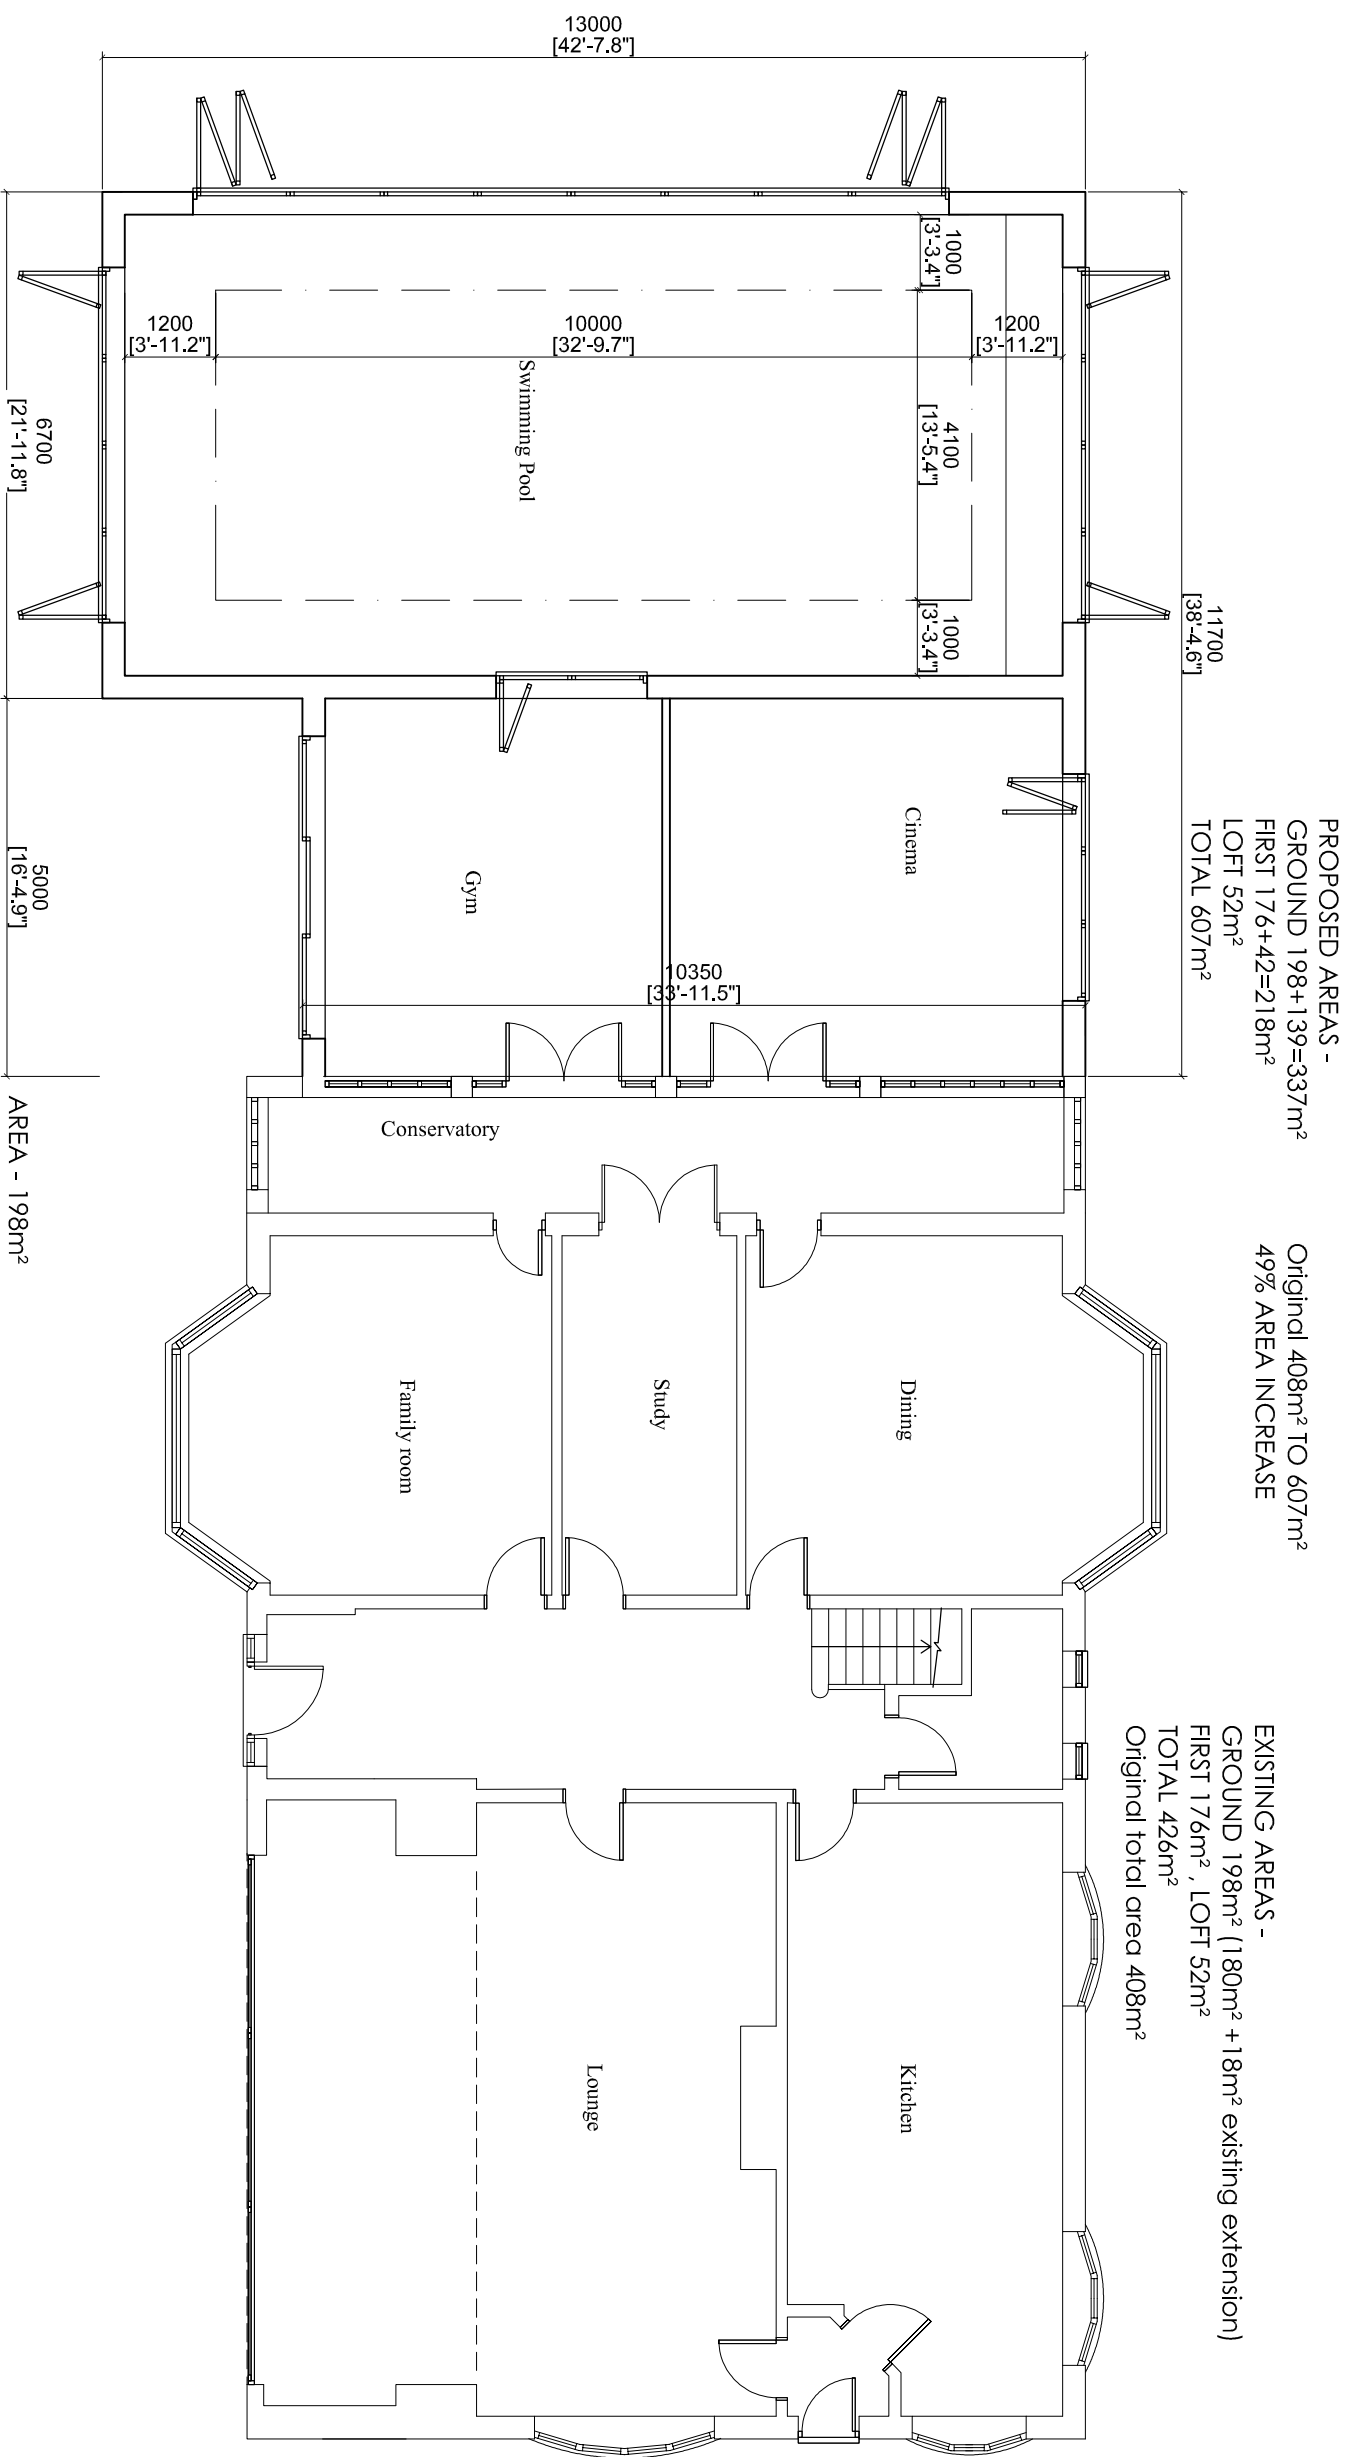 PROPOSED AREAS -
GROUND 198+139=337m²
FIRST 176+42=218m²
LOFT 52m²
TOTAL 607m²
Original 408m² TO 607m²
49% AREA INCREASE
EXISTING AREAS -
GROUND 198m² (180m² +18m² existing extension)
FIRST 176m² , LOFT 52m²
TOTAL 426m²
Original total area 408m²
13000
[42'-7.8"]
11700
[38'-4.6"]
1000
[3'-3.4"]
1200
[3'-11.2"]
10000
[32'-9.7"]
1200
[3'-11.2"]
4100
[13'-5.4"]
1000
[3'-3.4"]
Swimming Pool
6700
[21'-11.8"]
Cinema
Gym
10350
[33'-11.5"]
5000
[16'-4.9"]
Conservatory
AREA - 198m²
Dining
Study
Family room
Kitchen
Lounge